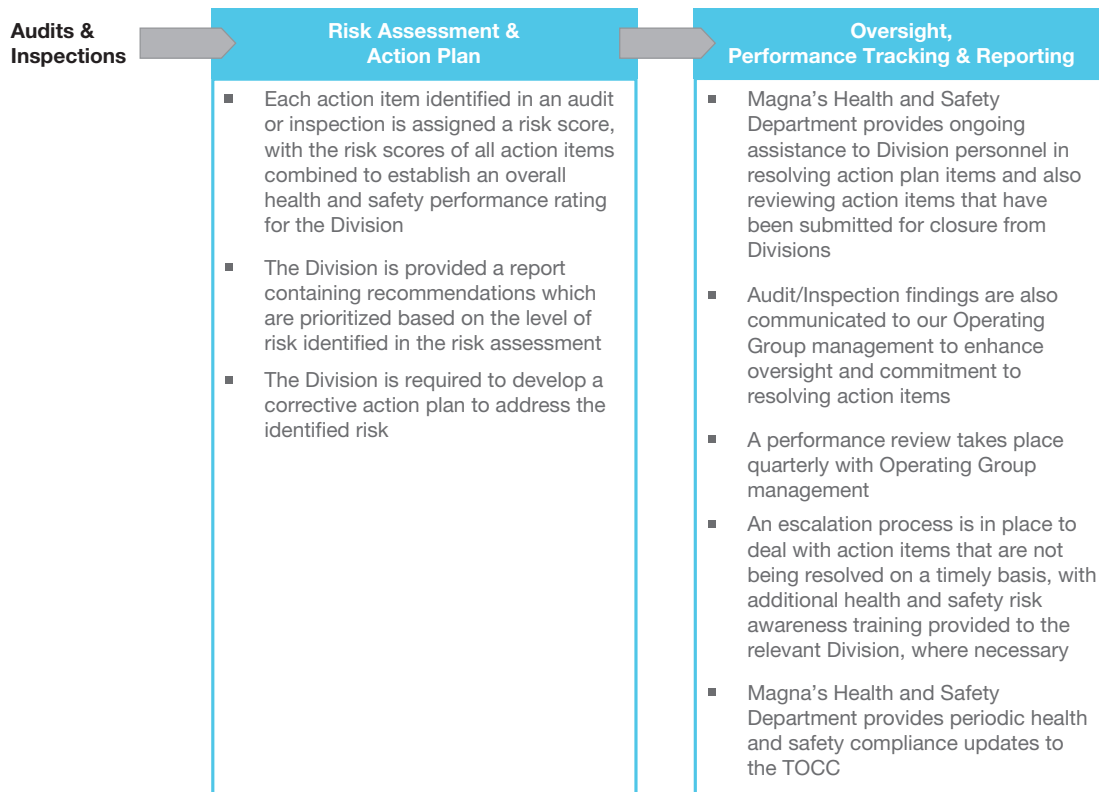 Audits &
Inspections
Risk Assessment &
Action Plan
■ Each action item identified in an audit
or inspection is assigned a risk score,
with the risk scores of all action items
combined to establish an overall
health and safety performance rating
for the Division
■ The Division is provided a report
containing recommendations which
are prioritized based on the level of
risk identified in the risk assessment
■ The Division is required to develop a
corrective action plan to address the
identified risk
Oversight,
Performance Tracking & Reporting
■ Magna’s Health and Safety
Department provides ongoing
assistance to Division personnel in
resolving action plan items and also
reviewing action items that have
been submitted for closure from
Divisions
■ Audit/Inspection findings are also
communicated to our Operating
Group management to enhance
oversight and commitment to
resolving action items
■ A performance review takes place
quarterly with Operating Group
management
■ An escalation process is in place to
deal with action items that are not
being resolved on a timely basis, with
additional health and safety risk
awareness training provided to the
relevant Division, where necessary
■ Magna’s Health and Safety
Department provides periodic health
and safety compliance updates to
the TOCC